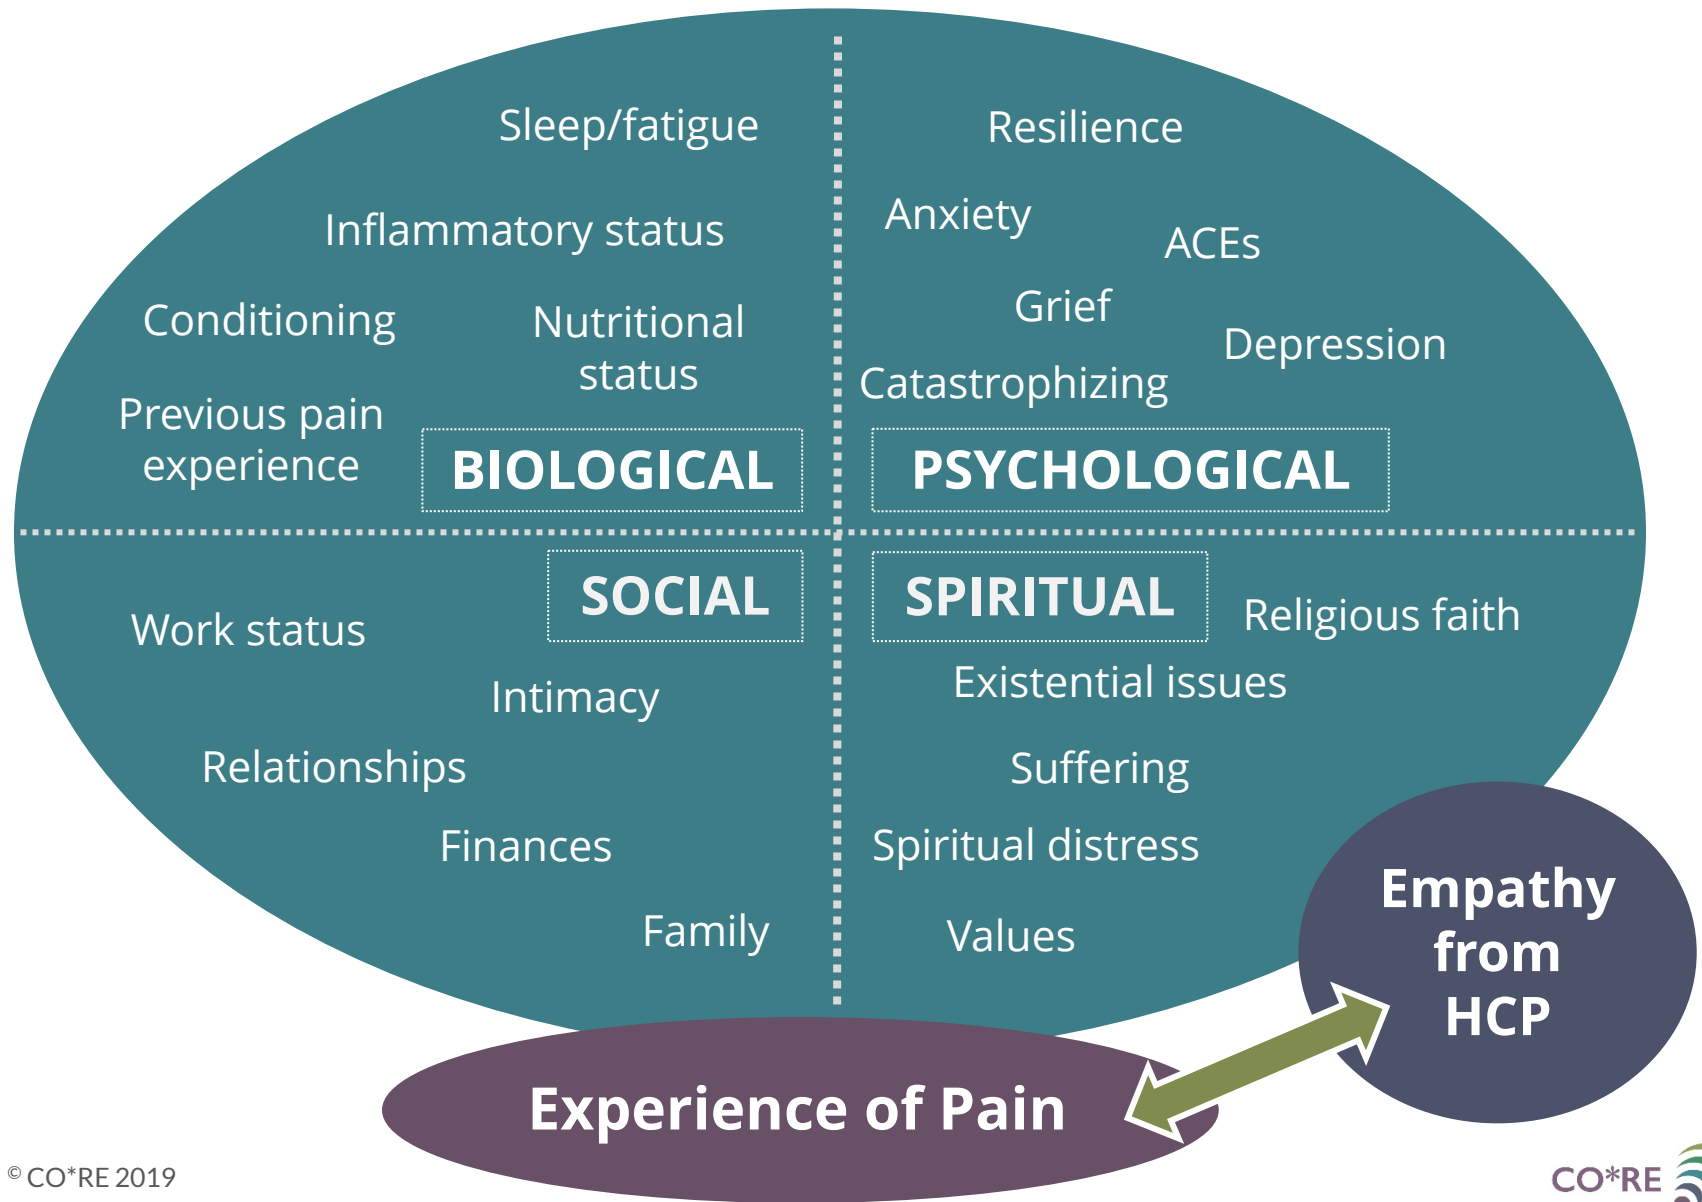 Sleep/fatigue
Inflammatory status
Conditioning
Nutritional
status
Previous pain
experience
BIOLOGICAL
Resilience
Anxiety
ACEs
Grief
Depression
Catastrophizing
PSYCHOLOGICAL
SOCIAL
Work status
Intimacy
Relationships
Finances
Family
SPIRITUAL
Religious faith
Existential issues
Suffering
Spiritual distress
Values
Empathy
from
HCP
Experience of Pain
© CO*RE 2019
CO*RE